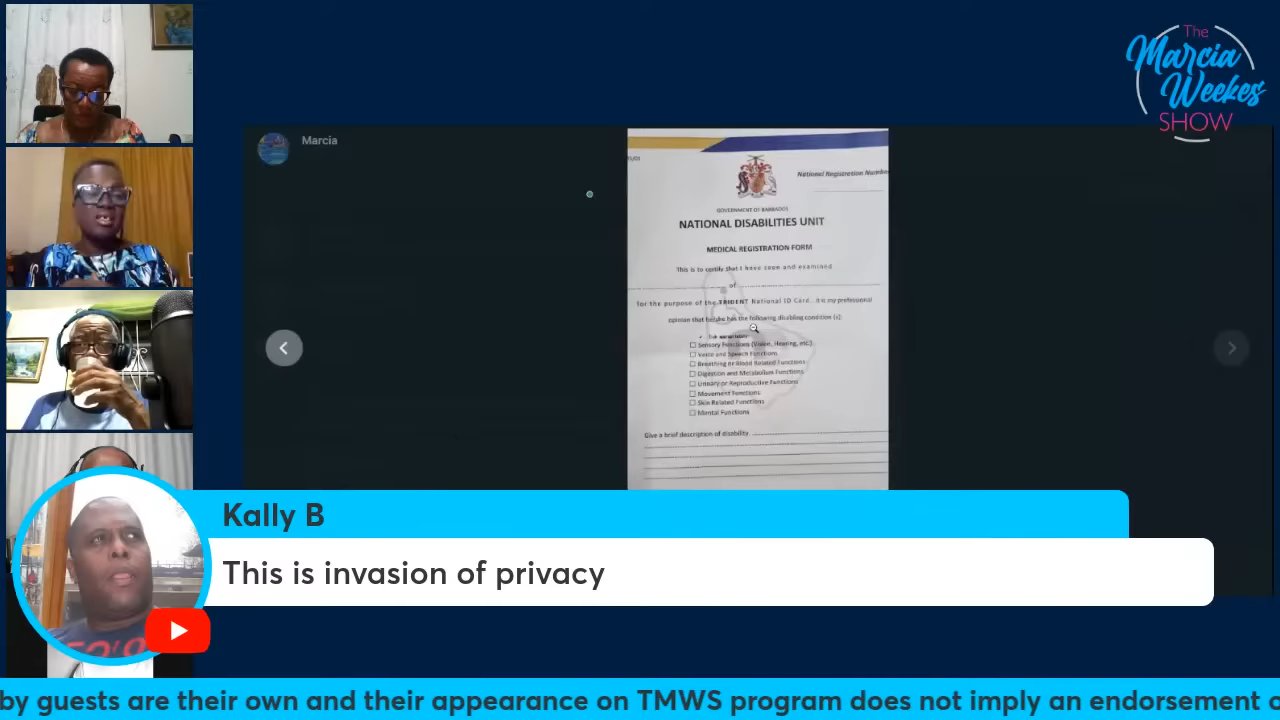 The
Marcia
Weekes
SHOW
Marcia
National Registration Number
GOVERNMENT OF BARBADOS
NATIONAL DISABILITIES UNIT
MEDICAL REGISTRATION FORM
This is to certify that I have seen and examined
of
for the purpose of the TRIDENT National ID Card. It is my professional
opinion that he/she has the following disabling condition (s):
Sensory Functions (Vision, Hearing, etc.)
Voice and Speech Functions
Breathing or Blood Related Functions
Digestion and Metabolism Functions
Urinary or Reproductive Functions
Movement Functions
Skin Related Functions
Mental Functions
Give a brief description of disability
Kally B
This is invasion of privacy
by guests are their own and their appearance on TMWS program does not imply an endorsement